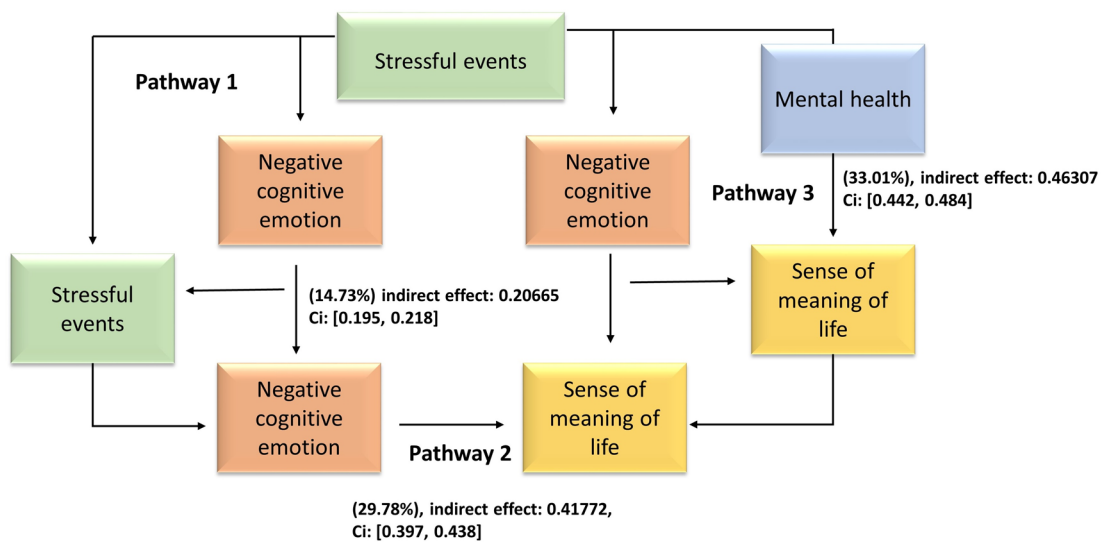 Stressful events
Pathway 1
Mental health
Negative
cognitive
emotion
Negative
cognitive
emotion
Pathway 3
(33.01%), indirect effect: 0.46307
Ci: [0.442, 0.484]
Stressful
events
(14.73%) indirect effect: 0.20665
Ci: [0.195, 0.218]
Sense of
meaning of
life
Negative
cognitive
emotion
Pathway 2
Sense of
meaning of
life
(29.78%), indirect effect: 0.41772,
Ci: [0.397, 0.438]